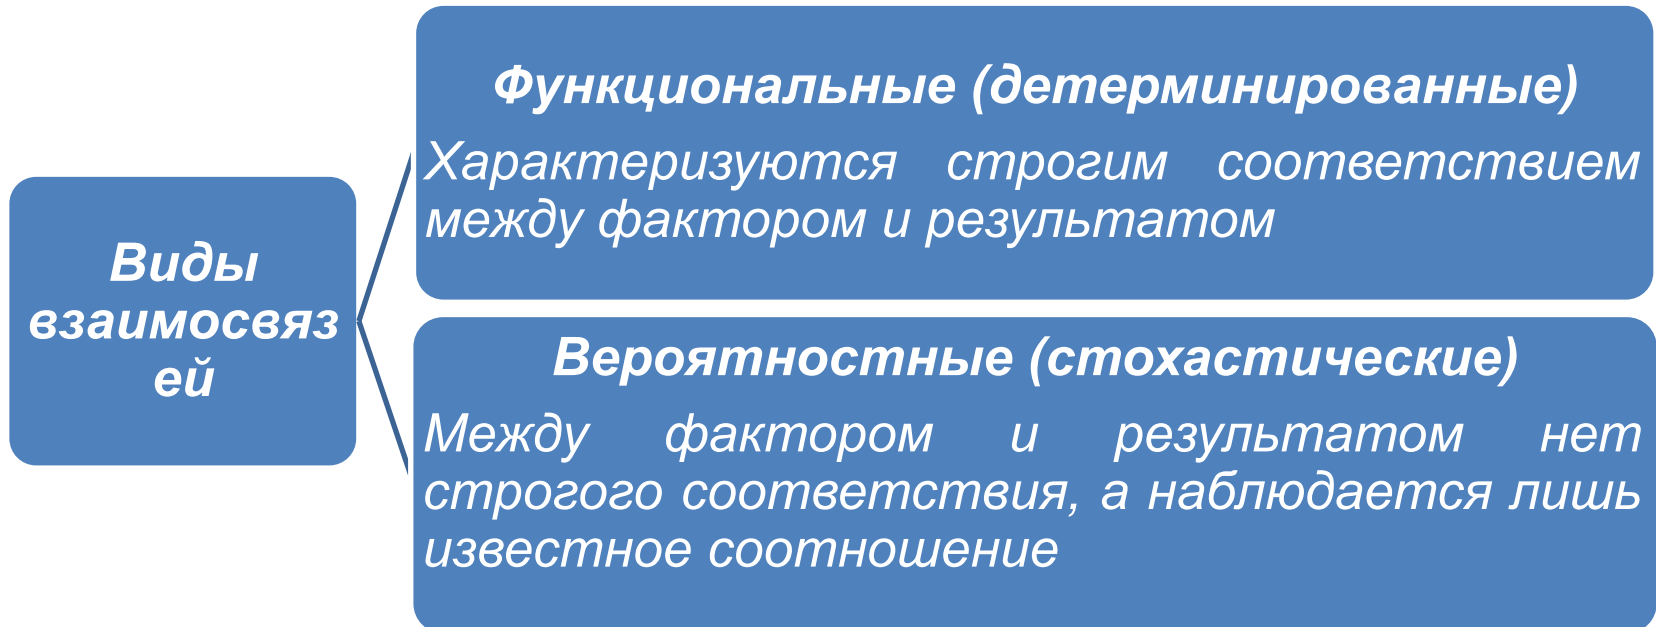 Виды
взаимосвяз
ей
Функциональные (детерминированные)
Характеризуются строгим соответствием
между фактором и результатом
Вероятностные (стохастические)
Между фактором и результатом нет
строгого соответствия, а наблюдается лишь
известное соотношение